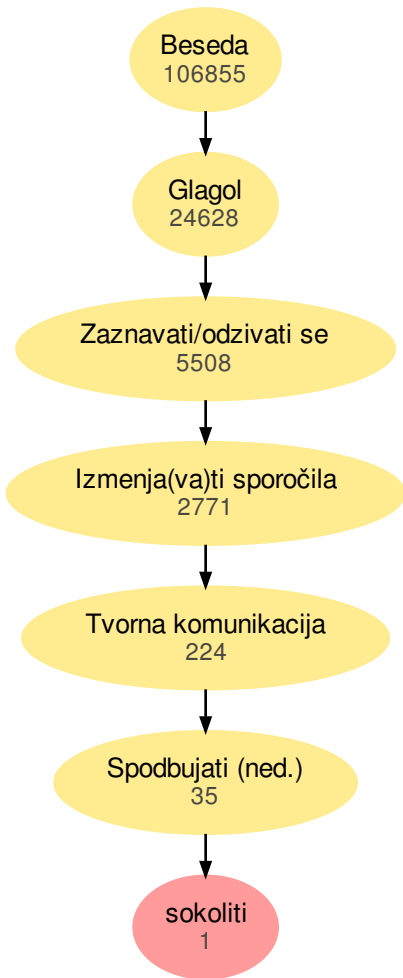 Beseda
106855
Glagol
24628
Zaznavati/odzivati se
5508
Izmenja(va)ti sporočila
2771
Tvorna komunikacija
224
Spodbujati (ned.)
35
sokoliti
1